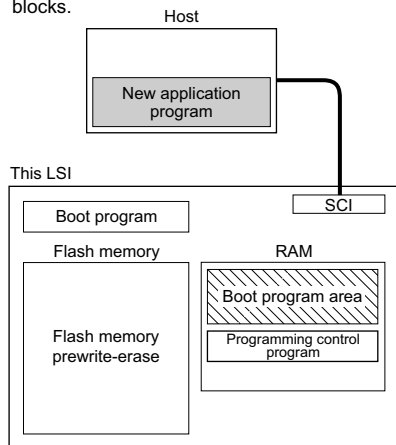 blocks.
Host
New application
program
This LSI
SCI
Boot program
Flash memory
RAM
Boot program area
Flash memory
prewrite-erase
Programming control
program